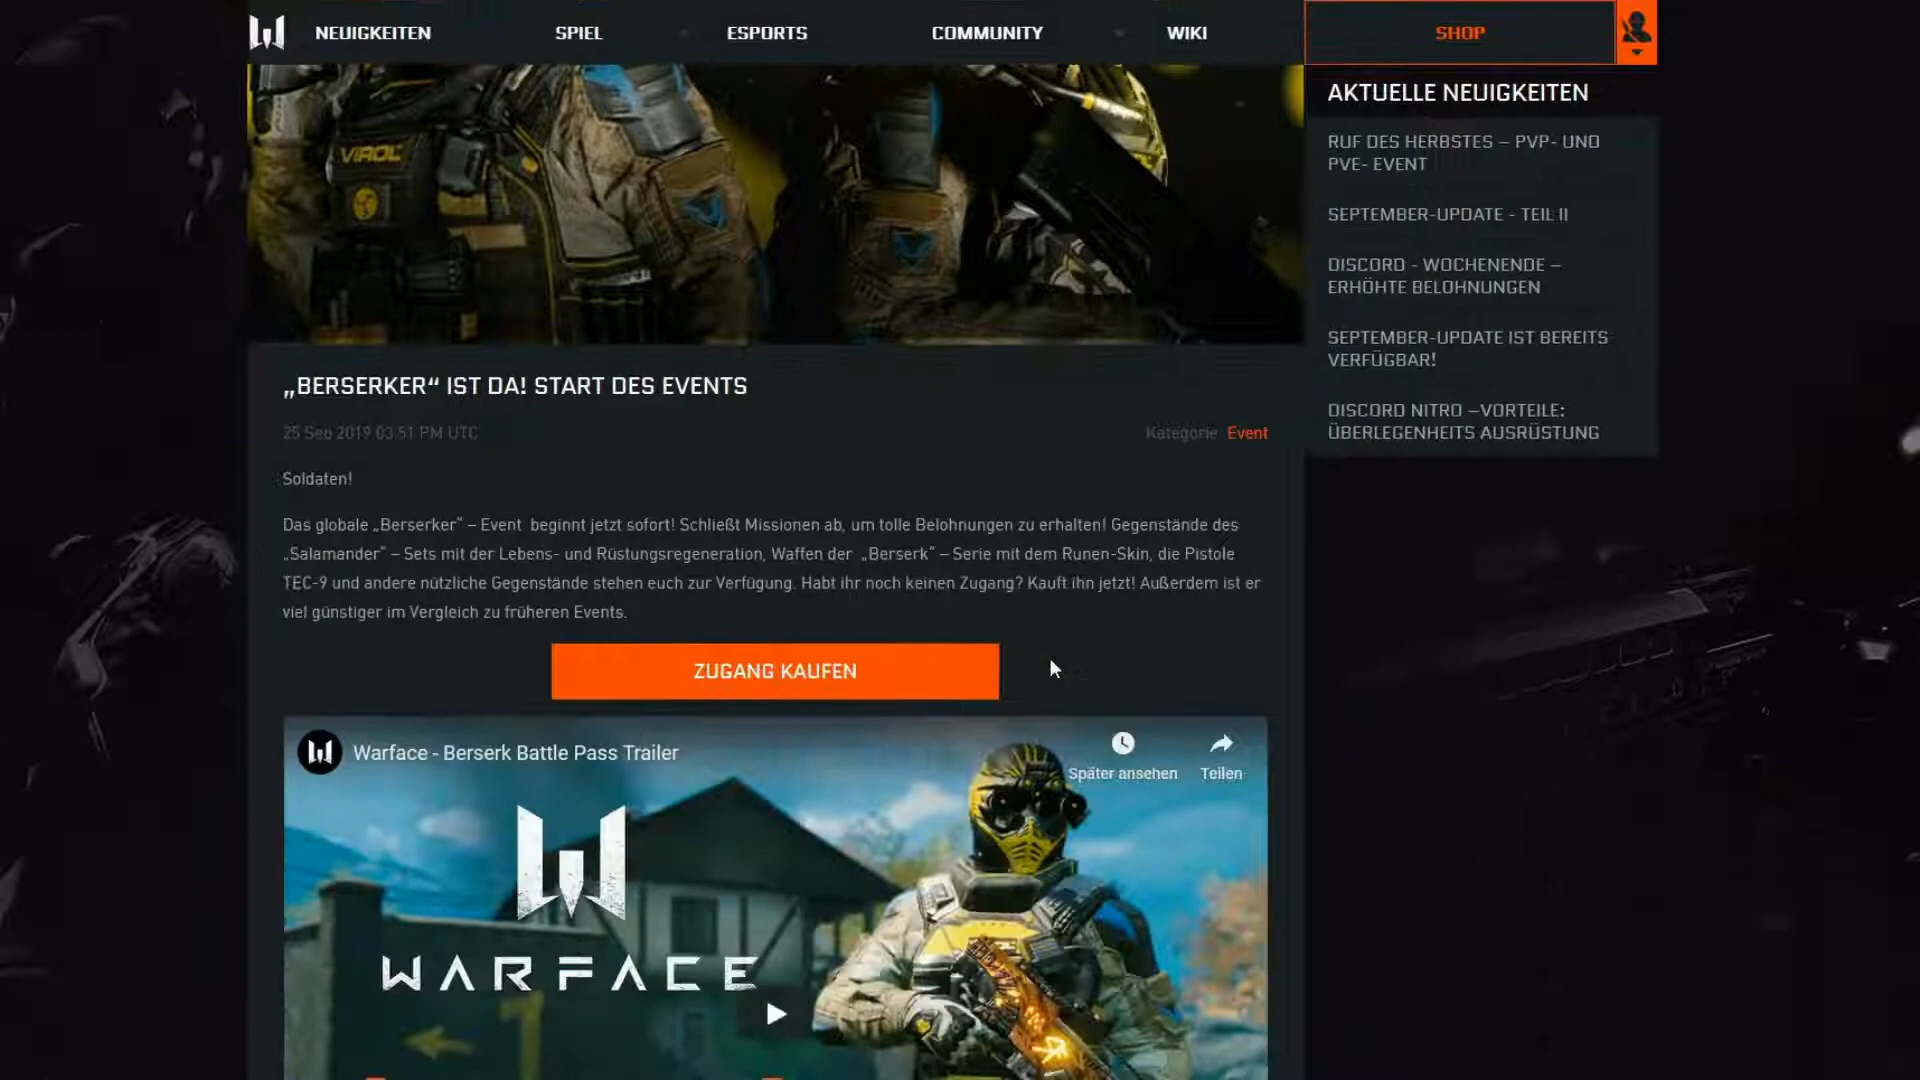 NEUIGKEITEN
SPIEL
ESPORTS
COMMUNITY
WIKI
SHOP
VIROL
„BERSERKER“ IST DA! START DES EVENTS
25 Sep 2019 03:51 PM UTC
Kategorie Event
Soldaten!
Das globale „Berserker“ – Event beginnt jetzt sofort! Schließt Missionen ab, um tolle Belohnungen zu erhalten! Gegenstände des
„Salamander“ – Sets mit der Lebens- und Rüstungsregeneration, Waffen der „Berserk“ – Serie mit dem Runen-Skin, die Pistole
TEC-9 und andere nützliche Gegenstände stehen euch zur Verfügung. Habt ihr noch keinen Zugang? Kauft ihn jetzt! Außerdem ist er
viel günstiger im Vergleich zu früheren Events.
ZUGANG KAUFEN
Warface - Berserk Battle Pass Trailer
Später ansehen
Teilen
WARFACE
AKTUELLE NEUIGKEITEN
RUF DES HERBSTES – PVP- UND
PVE- EVENT
SEPTEMBER-UPDATE - TEIL II
DISCORD - WOCHENENDE –
ERHÖHTE BELOHNUNGEN
SEPTEMBER-UPDATE IST BEREITS
VERFÜGBAR!
DISCORD NITRO –VORTEILE:
ÜBERLEGENHEITS AUSRÜSTUNG